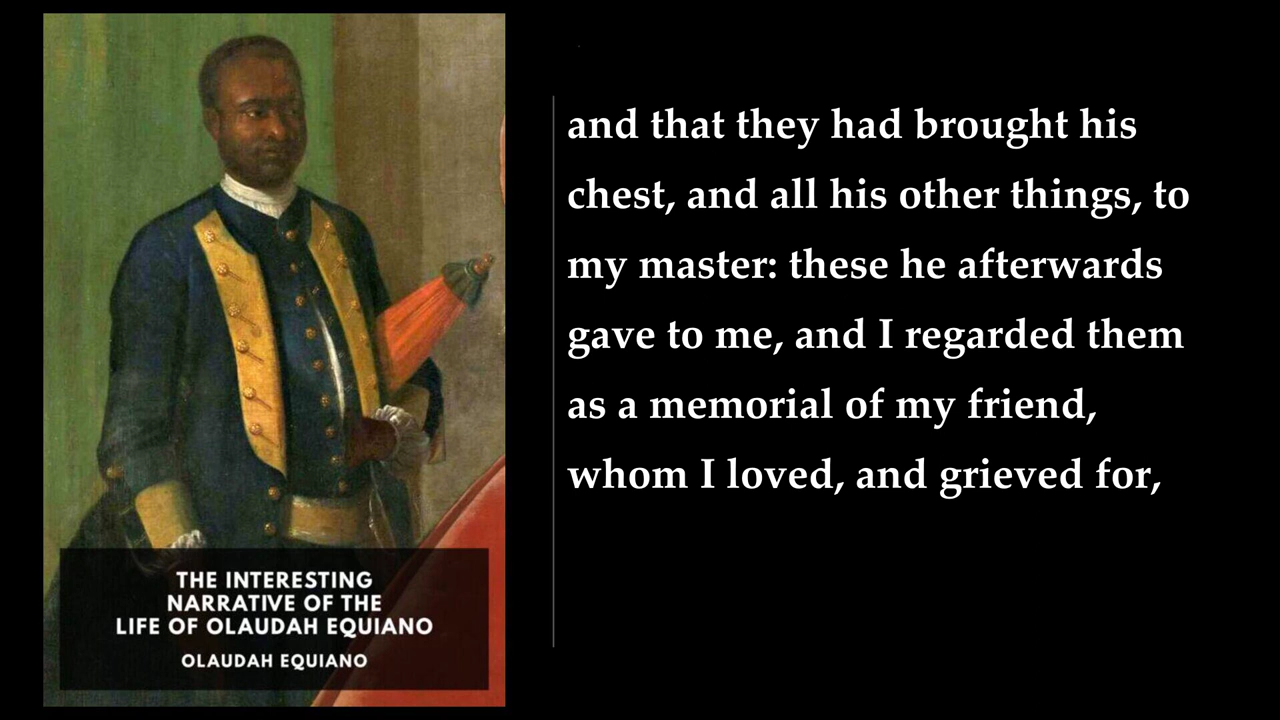 THE INTERESTING
NARRATIVE OF THE
LIFE OF OLAUDAH EQUIANO
OLAUDAH EQUIANO
and that they had brought his
chest, and all his other things, to
my master: these he afterwards
gave to me, and I regarded them
as a memorial of my friend,
whom I loved, and grieved for,